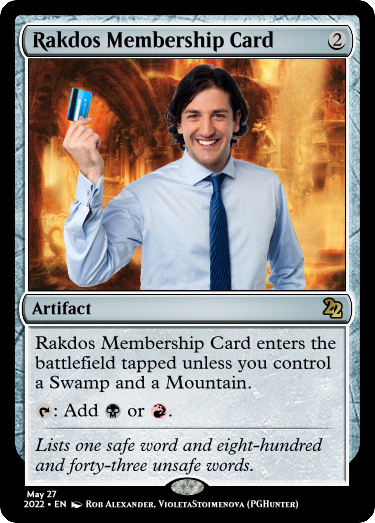 Rakdos Membership Card 2
Artifact 22
Rakdos Membership Card enters the
battlefield tapped unless you control
a Swamp and a Mountain.
: Add or .
Lists one safe word and eight-hundred
and forty-three unsafe words.
May 27
2022 • EN Rob Alexander, VioletaStoimenova (PGHunter)